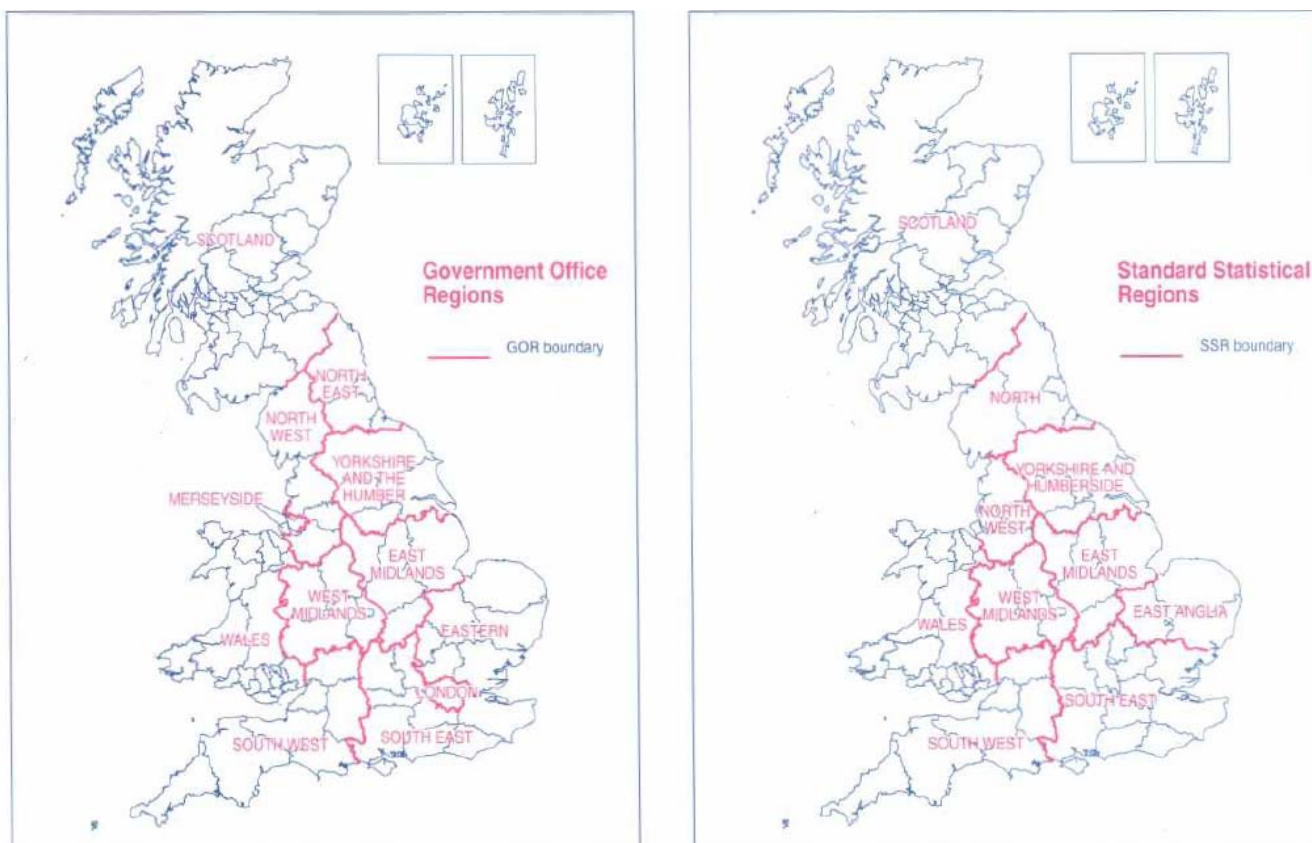 SCOTLAND
Government Office
Regions
GOR boundary
NORTH
EAST
NORTH
WEST
YORKSHIRE
AND THE
HUMBER
MERSEYSIDE
EAST
MIDLANDS
WEST
MIDLANDS
WALES
EASTERN
LONDON
SOUTH EAST
SOUTH WEST
SCOTLAND
Standard Statistical
Regions
SSR boundary
NORTH
YORKSHIRE AND
HUMBERSIDE
NORTH
WEST
EAST
MIDLANDS
WEST
MIDLANDS
EAST ANGLIA
WALES
SOUTH EAST
SOUTH WEST